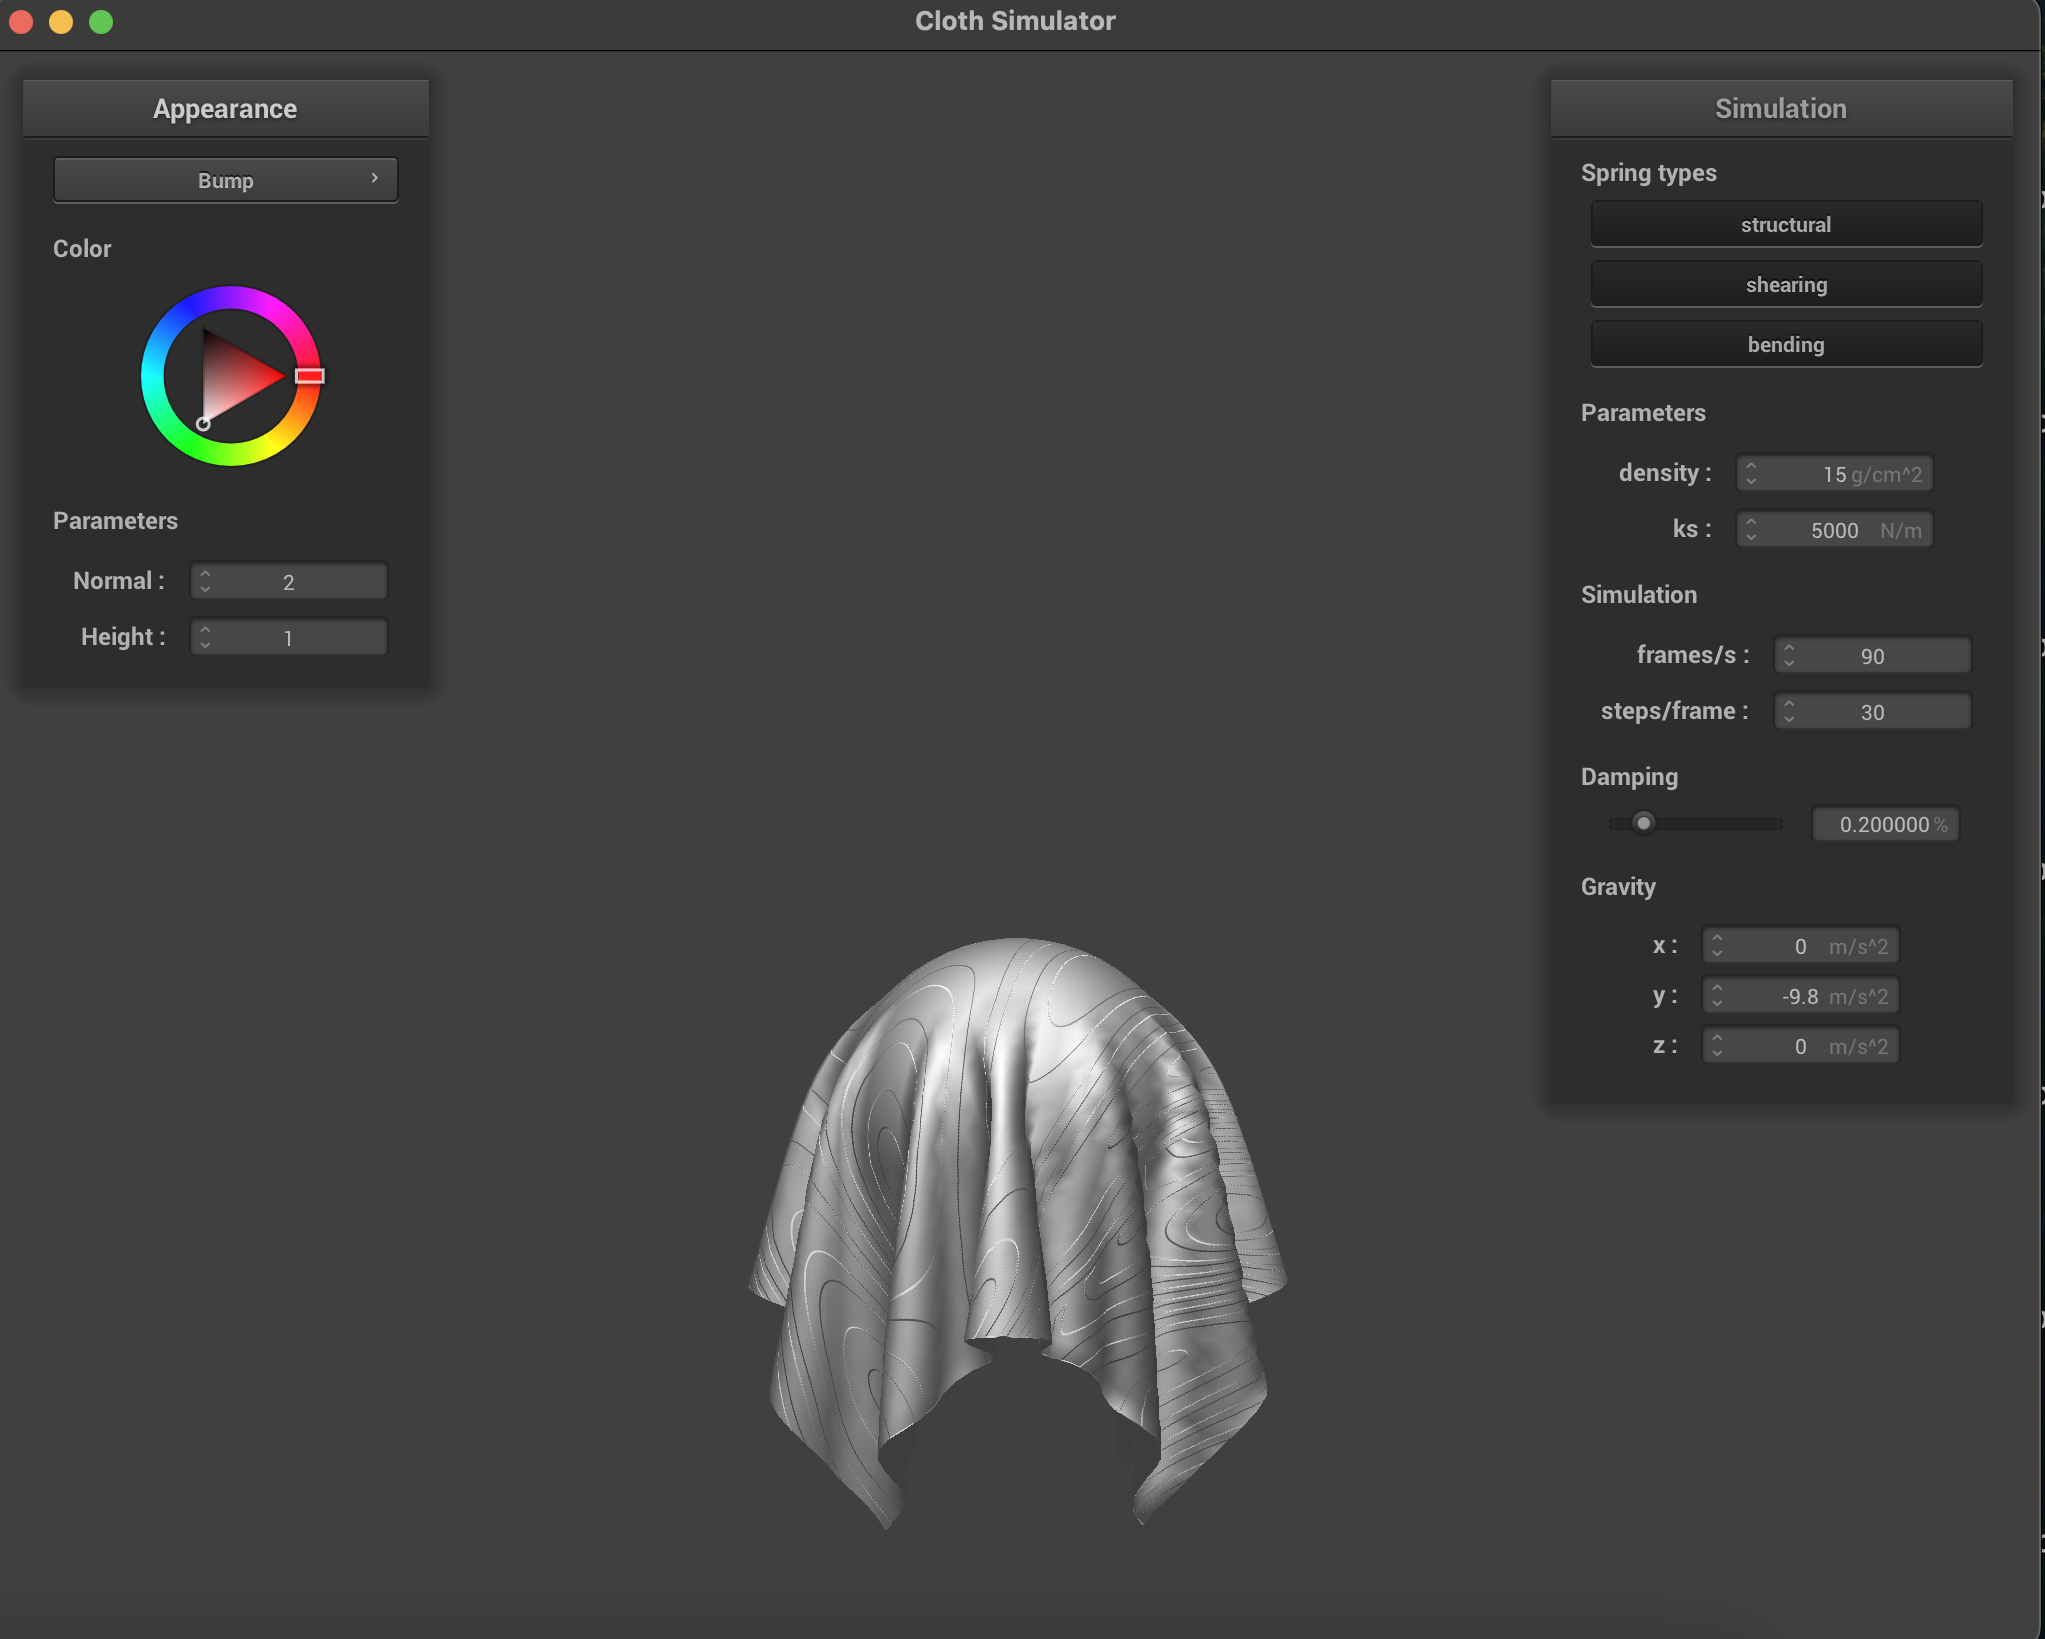 Cloth Simulator
Appearance
Bump
Color
Parameters
Normal : 2
Height : 1
Simulation
Spring types
structural
shearing
bending
Parameters
density : 15 g/cm^2
ks : 5000 N/m
Simulation
frames/s : 90
steps/frame : 30
Damping
0.200000 %
Gravity
x : 0 m/s^2
y : -9.8 m/s^2
z : 0 m/s^2